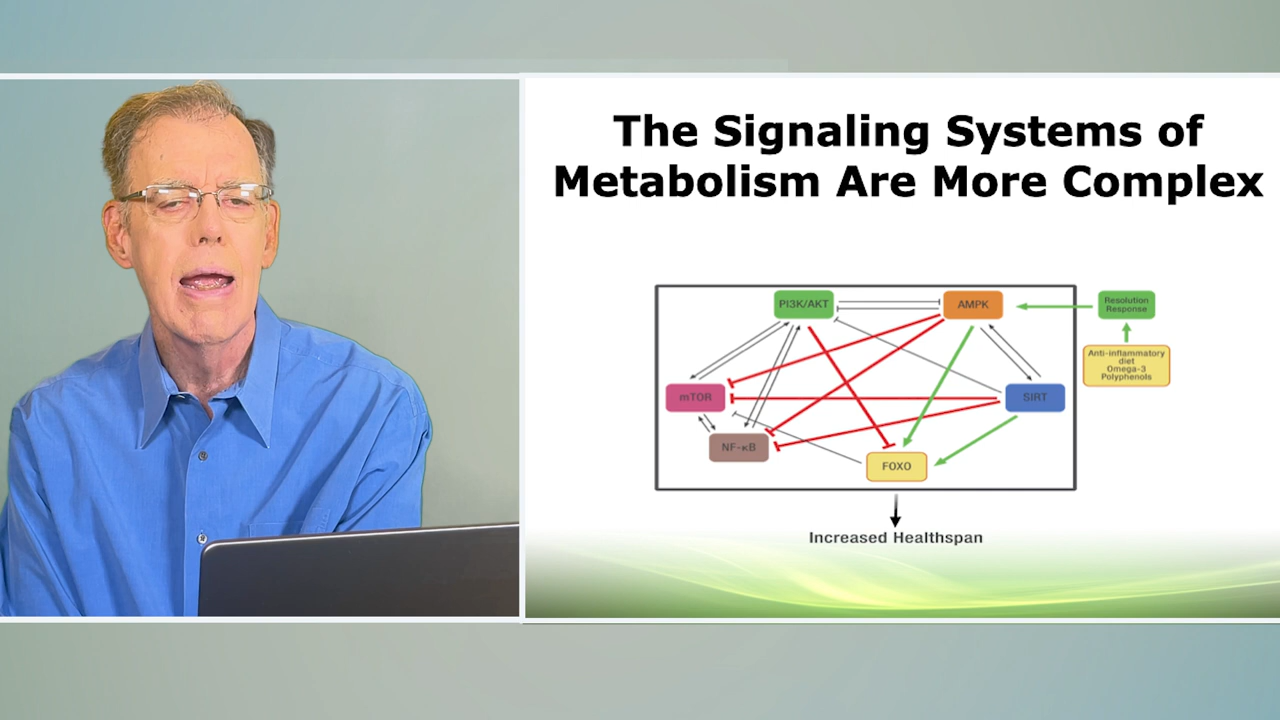 The Signaling Systems of
Metabolism Are More Complex
PI3K/AKT
AMPK
Resolution
Response
Anti-inflammatory
diet
Omega-3
Polyphenols
mTOR
SIRT
NF-κB
FOXO
Increased Healthspan